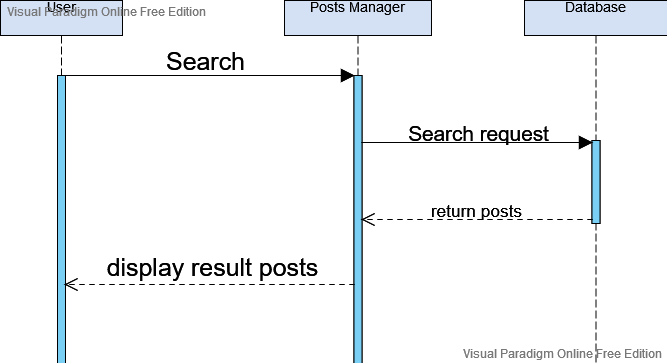 Visual Paradigm Online Free Edition
User
Posts Manager
Database
Search
Search request
return posts
display result posts
Visual Paradigm Online Free Edition